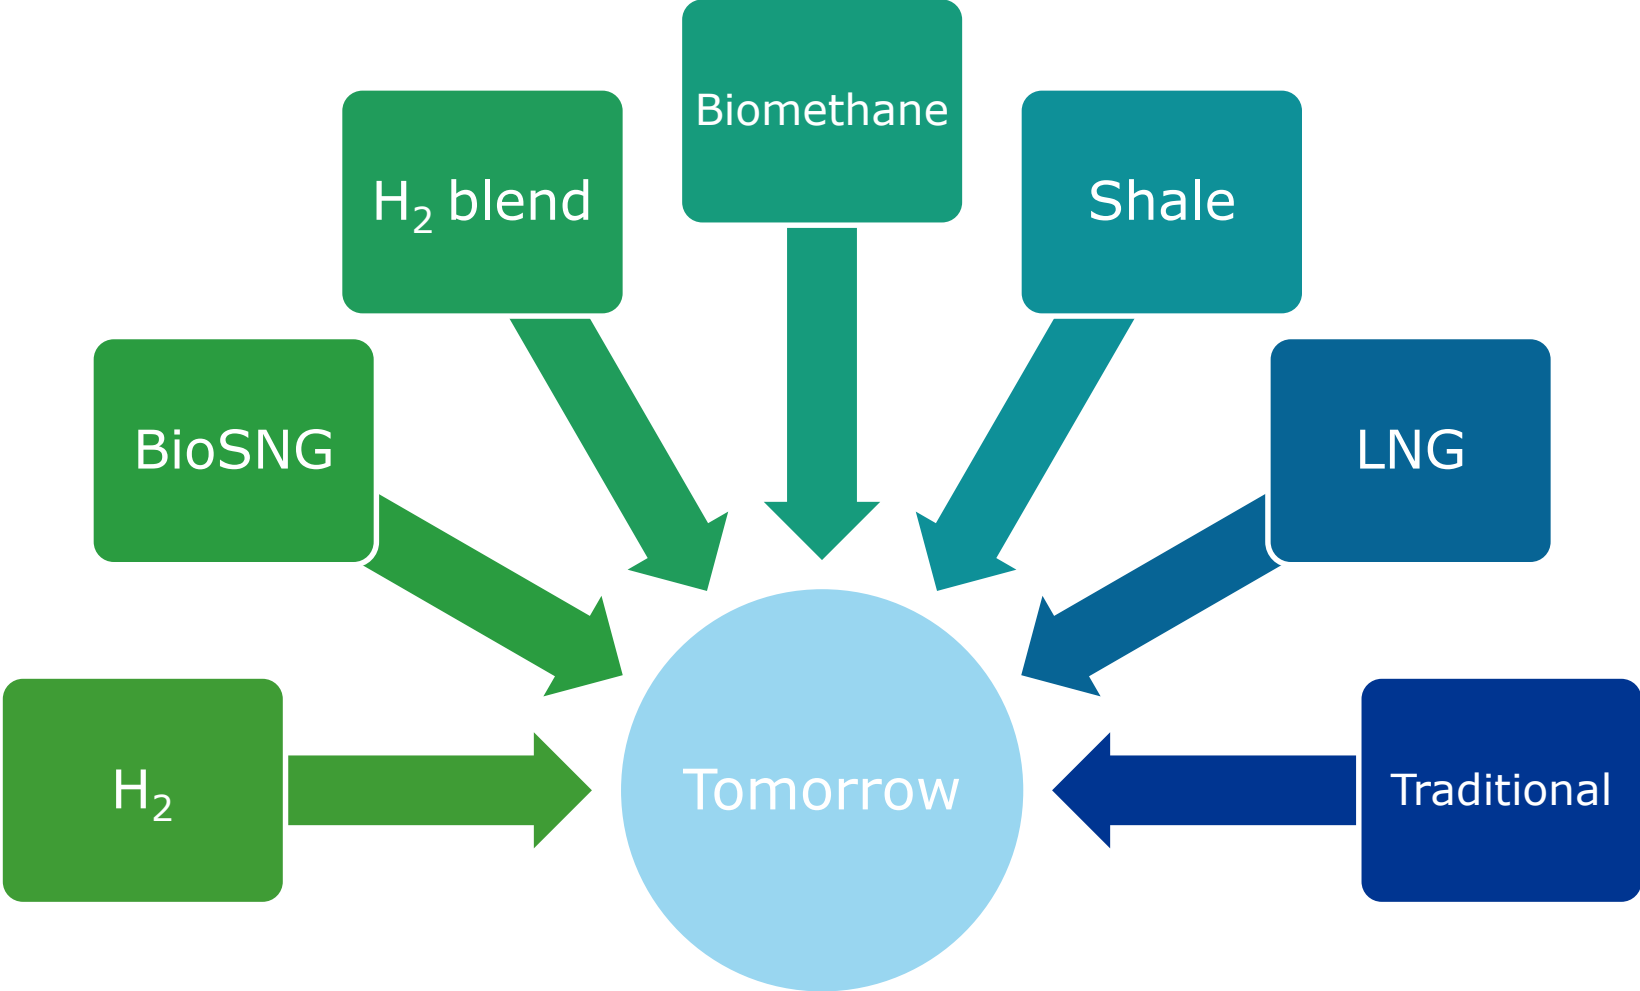 Biomethane
H₂ blend
Shale
BioSNG
LNG
H₂
Tomorrow
Traditional